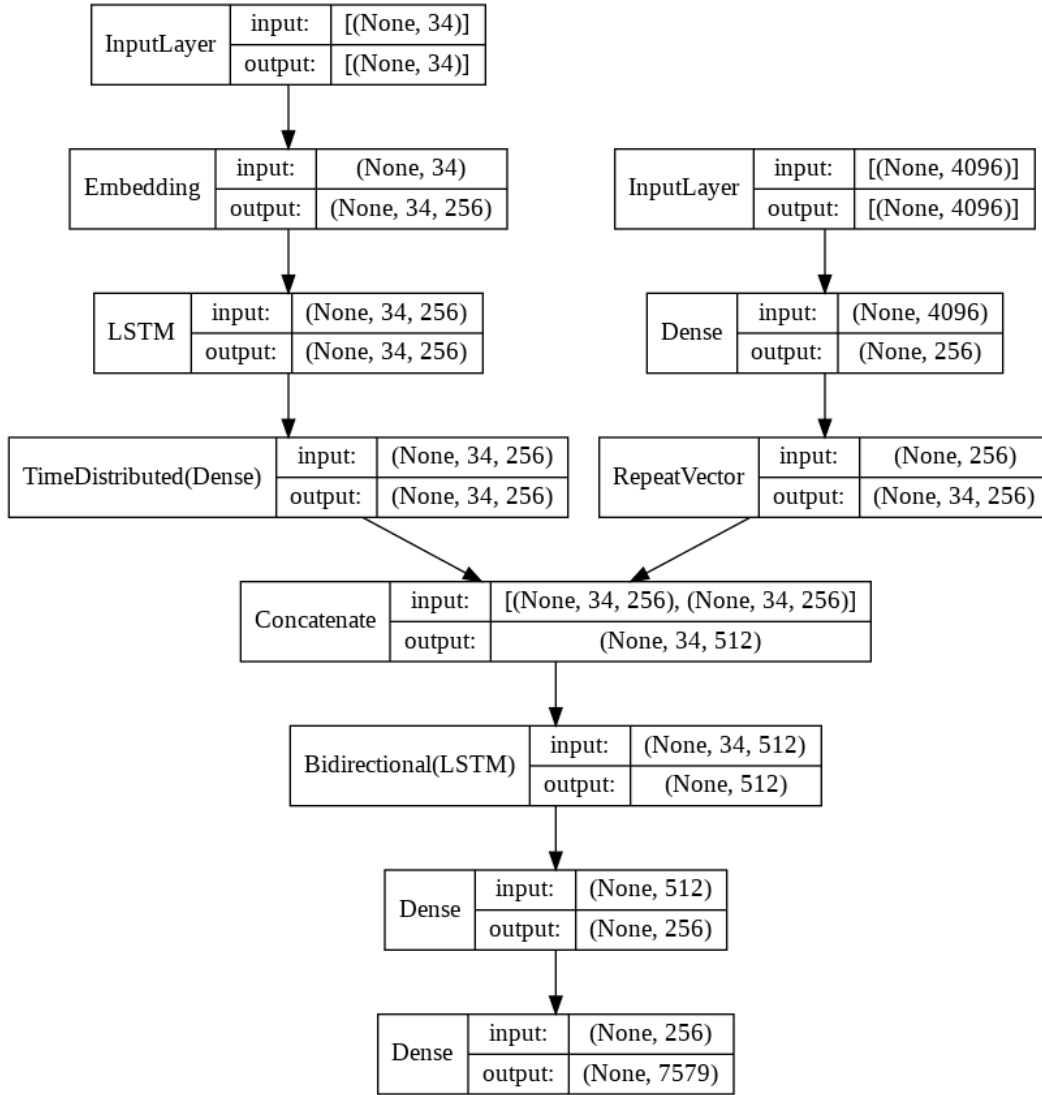 InputLayer input: [(None, 34)]
output: [(None, 34)]
Embedding input: (None, 34)
output: (None, 34, 256)
InputLayer input: [(None, 4096)]
output: [(None, 4096)]
LSTM input: (None, 34, 256)
output: (None, 34, 256)
Dense input: (None, 4096)
output: (None, 256)
TimeDistributed(Dense) input: (None, 34, 256)
output: (None, 34, 256)
RepeatVector input: (None, 256)
output: (None, 34, 256)
Concatenate input: [(None, 34, 256), (None, 34, 256)]
output: (None, 34, 512)
Bidirectional(LSTM) input: (None, 34, 512)
output: (None, 512)
Dense input: (None, 512)
output: (None, 256)
Dense input: (None, 256)
output: (None, 7579)